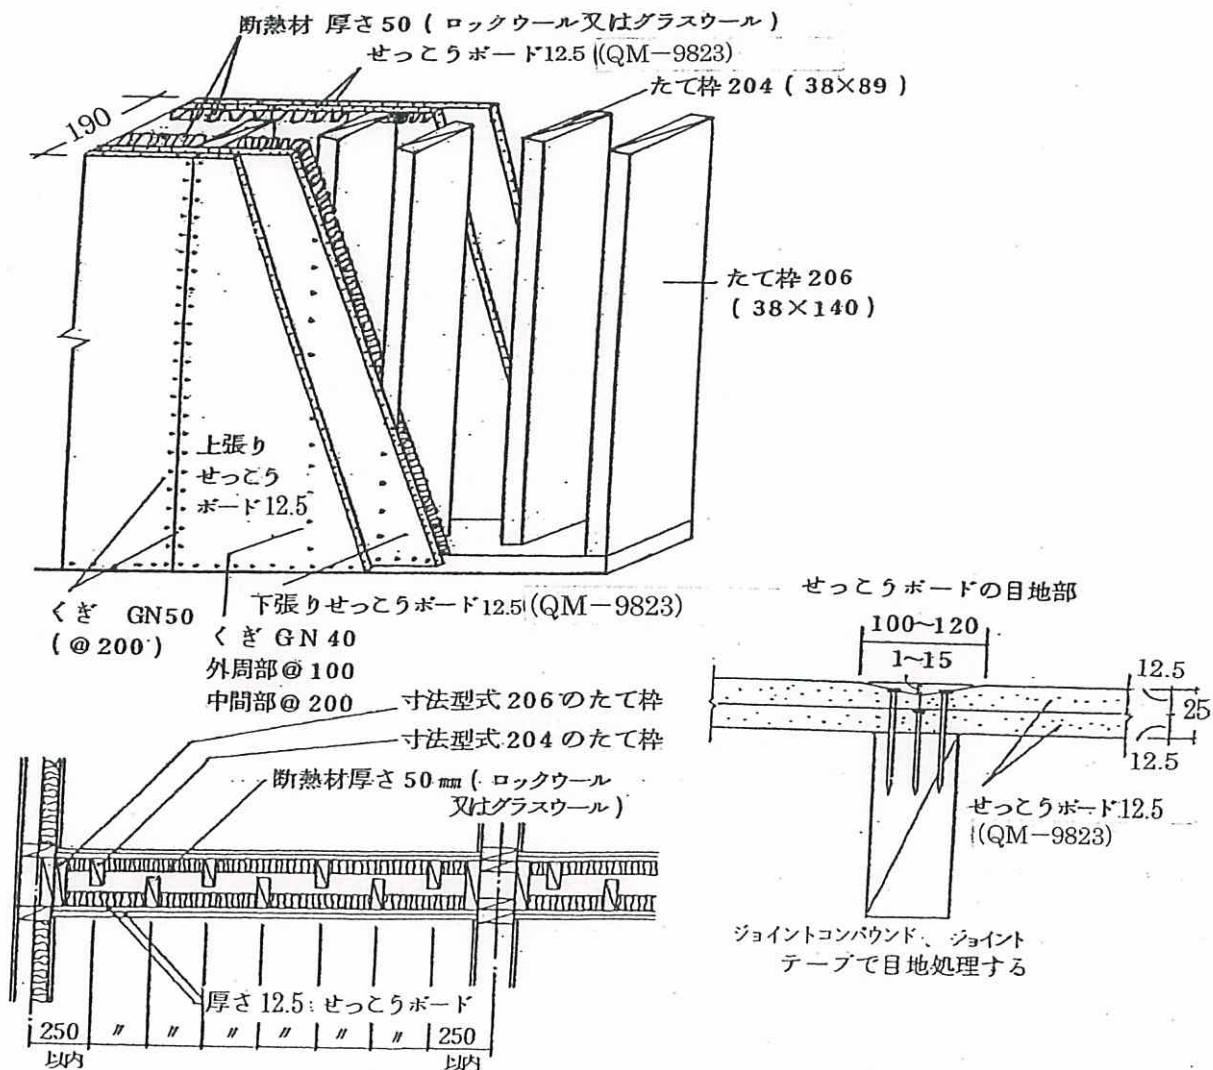 断熱材 厚さ50 ( ロックウール又はグラスウール )
せっこうボード12.5 (QM-9823)
たて枠 204 ( 38×89 )
190
たて枠 206
( 38×140 )
上張り
せっこう
ボード12.5
くぎ GN50
( @ 200 )
くぎ GN 40
外周部@ 100
中間部@ 200
下張りせっこうボード12.5 (QM-9823)
せっこうボードの目地部
100~120
1~15
12.5
25
12.5
せっこうボード12.5
(QM-9823)
ジョイントコンパウンド、ジョイント
テープで目地処理する
寸法型式 206 のたて枠
寸法型式 204 のたて枠
断熱材厚さ 50 ㎜ ( ロックウール
又はグラスウール )
厚さ 12.5 せっこうボード
250 〃 〃 〃 〃 〃 〃 250
以内 以内